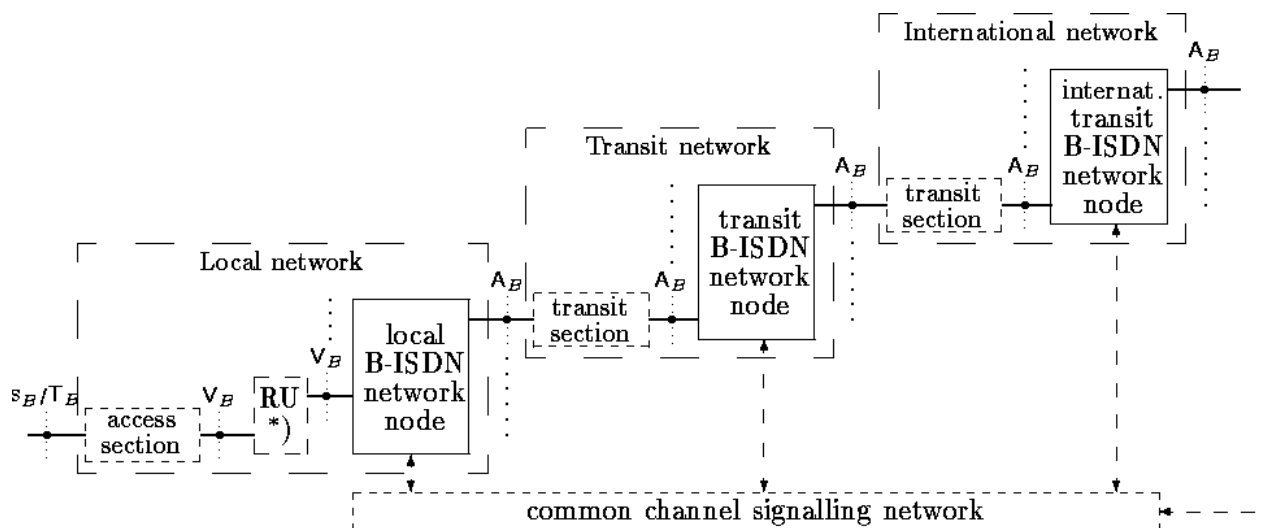 International network
A_B
internat.
transit
B-ISDN
network
node
A_B
transit
section
A_B
Transit network
transit
B-ISDN
network
node
A_B
transit
section
A_B
Local network
local
B-ISDN
network
node
V_B
RU
*)
V_B
access
section
S_B/T_B
common channel signalling network